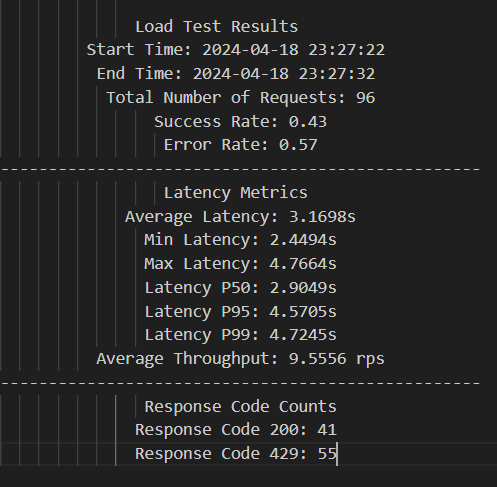 Load Test Results
Start Time: 2024-04-18 23:27:22
End Time: 2024-04-18 23:27:32
Total Number of Requests: 96
Success Rate: 0.43
Error Rate: 0.57
--------------------------------------------------
Latency Metrics
Average Latency: 3.1698s
Min Latency: 2.4494s
Max Latency: 4.7664s
Latency P50: 2.9049s
Latency P95: 4.5705s
Latency P99: 4.7245s
Average Throughput: 9.5556 rps
--------------------------------------------------
Response Code Counts
Response Code 200: 41
Response Code 429: 55